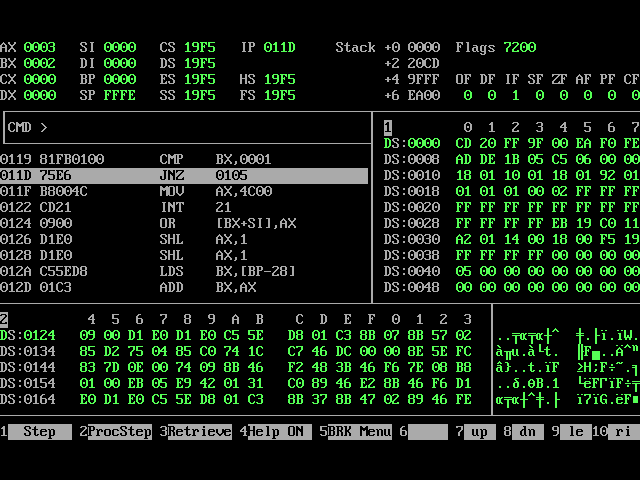 AX 0003 SI 0000 CS 19F5 IP 011D Stack +0 0000 Flags 7200
BX 0002 DI 0000 DS 19F5 +2 20CD
CX 0000 BP 0000 ES 19F5 HS 19F5 +4 9FFF OF DF IF SF ZF AF PF CF
DX 0000 SP FFFE SS 19F5 FS 19F5 +6 EA00 0 0 1 0 0 0 0 0
CMD >
1 0 1 2 3 4 5 6 7
DS:0000 CD 20 FF 9F 00 EA F0 FE
DS:0008 AD DE 1B 05 C5 06 00 00
DS:0010 18 01 10 01 18 01 92 01
DS:0018 01 01 01 00 02 FF FF FF
DS:0020 FF FF FF FF FF FF FF FF
DS:0028 FF FF FF FF EB 19 C0 11
DS:0030 A2 01 14 00 18 00 F5 19
DS:0038 FF FF FF FF 00 00 00 00
DS:0040 05 00 00 00 00 00 00 00
DS:0048 00 00 00 00 00 00 00 00
0119 81FB0100 CMP BX,0001
011D 75E6 JNZ 0105
011F B8004C MOV AX,4C00
0122 CD21 INT 21
0124 0900 OR [BX+SI],AX
0126 D1E0 SHL AX,1
0128 D1E0 SHL AX,1
012A C55ED8 LDS BX,[BP-28]
012D 01C3 ADD BX,AX
2 4 5 6 7 8 9 A B C D E F 0 1 2 3
DS:0124 09 00 D1 E0 D1 E0 C5 5E D8 01 C3 8B 07 8B 57 02
DS:0134 85 D2 75 04 85 C0 74 1C C7 46 DC 00 00 8E 5E FC
DS:0144 83 7D 0E 00 74 09 8B 46 F2 48 3B 46 F6 7E 08 B8
DS:0154 01 00 EB 05 E9 42 01 31 C0 89 46 E2 8B 46 F6 D1
DS:0164 E0 D1 E0 C5 5E D8 01 C3 8B 37 8B 47 02 89 46 FE
1 Step 2 ProcStep 3 Retrieve 4 Help ON 5 BRK Menu 6 7 up 8 dn 9 le 10 ri